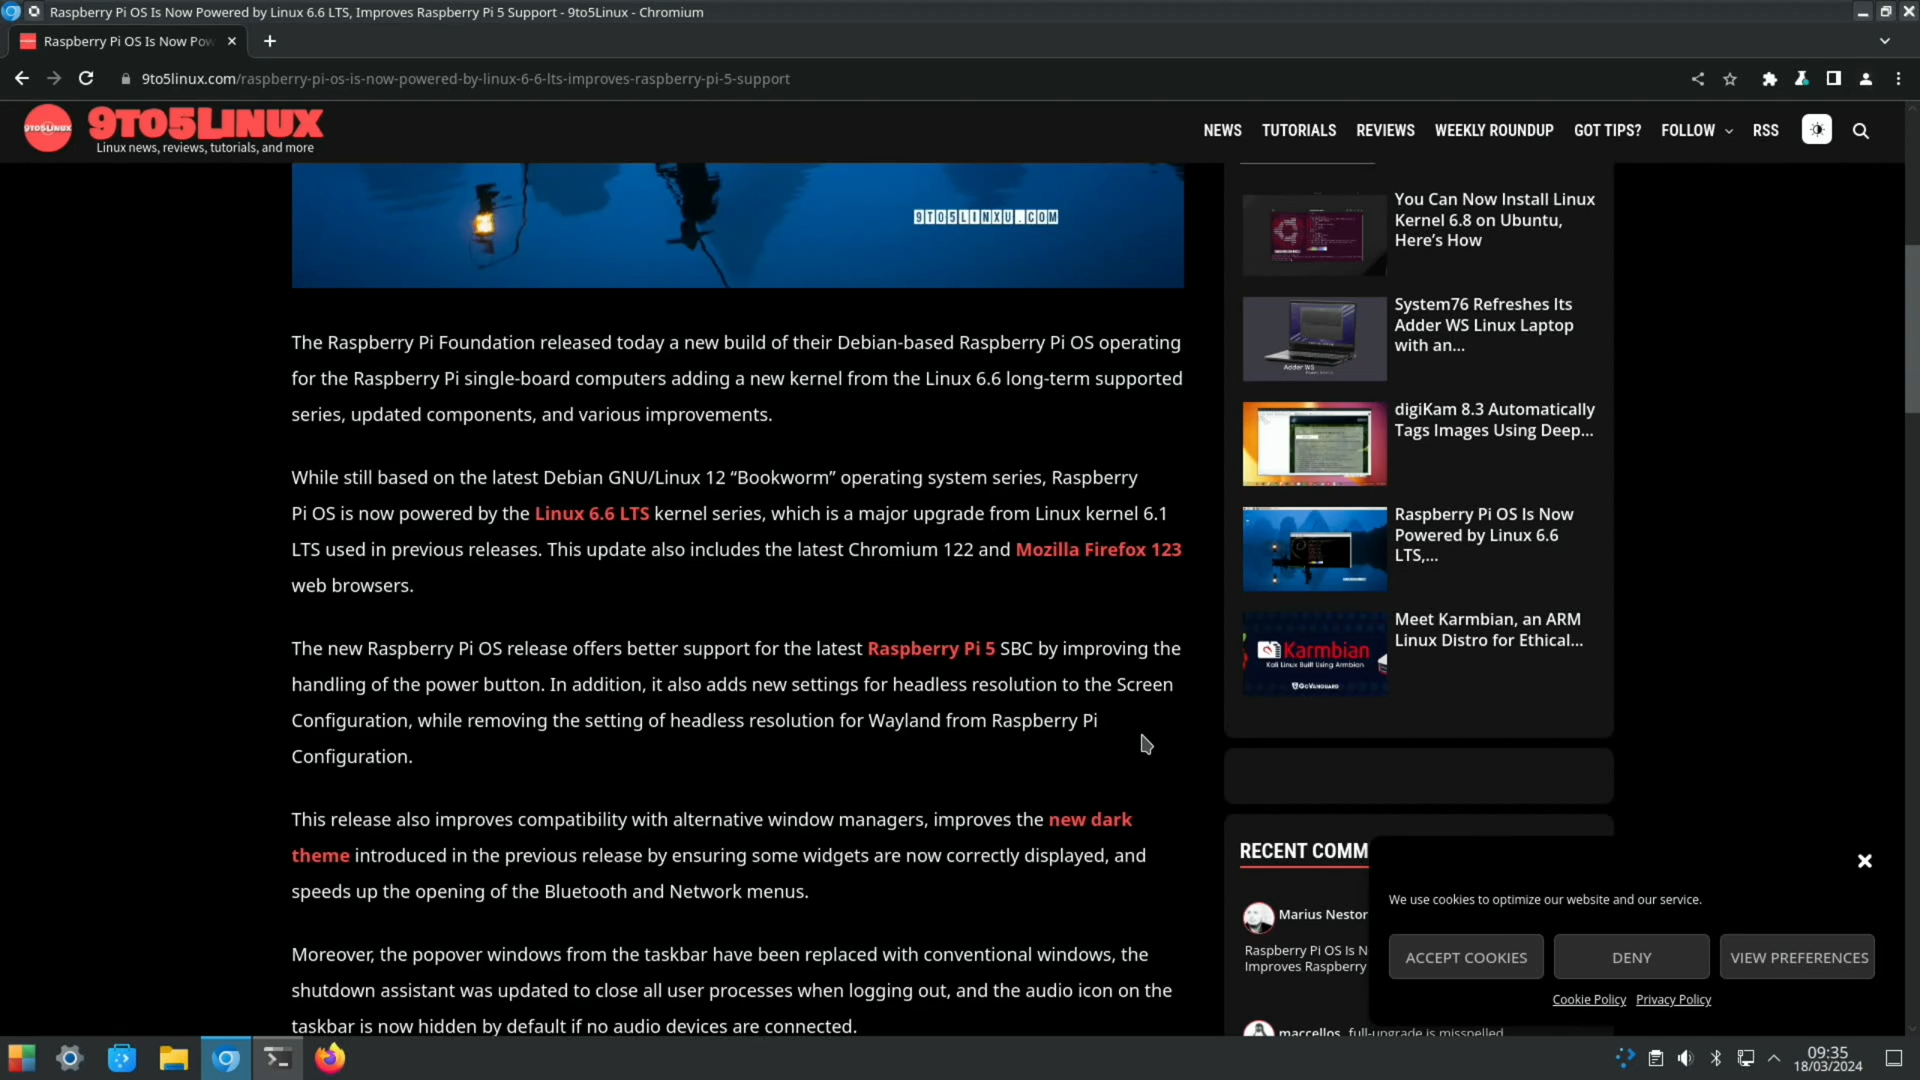 Raspberry Pi OS Is Now Powered by Linux 6.6 LTS, Improves Raspberry Pi 5 Support - 9to5Linux - Chromium
Raspberry Pi OS Is Now Pow
9to5linux.com/raspberry-pi-os-is-now-powered-by-linux-6-6-lts-improves-raspberry-pi-5-support
9TO5LINUX
9TO5LINUX
Linux news, reviews, tutorials, and more
NEWS TUTORIALS REVIEWS WEEKLY ROUNDUP GOT TIPS? FOLLOW RSS
9TO5LINXU.COM
The Raspberry Pi Foundation released today a new build of their Debian-based Raspberry Pi OS operating
for the Raspberry Pi single-board computers adding a new kernel from the Linux 6.6 long-term supported
series, updated components, and various improvements.
While still based on the latest Debian GNU/Linux 12 “Bookworm” operating system series, Raspberry
Pi OS is now powered by the Linux 6.6 LTS kernel series, which is a major upgrade from Linux kernel 6.1
LTS used in previous releases. This update also includes the latest Chromium 122 and Mozilla Firefox 123
web browsers.
The new Raspberry Pi OS release offers better support for the latest Raspberry Pi 5 SBC by improving the
handling of the power button. In addition, it also adds new settings for headless resolution to the Screen
Configuration, while removing the setting of headless resolution for Wayland from Raspberry Pi
Configuration.
This release also improves compatibility with alternative window managers, improves the new dark
theme introduced in the previous release by ensuring some widgets are now correctly displayed, and
speeds up the opening of the Bluetooth and Network menus.
Moreover, the popover windows from the taskbar have been replaced with conventional windows, the
shutdown assistant was updated to close all user processes when logging out, and the audio icon on the
taskbar is now hidden by default if no audio devices are connected.
You Can Now Install Linux
Kernel 6.8 on Ubuntu,
Here’s How
System76 Refreshes Its
Adder WS Linux Laptop
with an...
Adder WS
digiKam 8.3 Automatically
Tags Images Using Deep...
Raspberry Pi OS Is Now
Powered by Linux 6.6
LTS,...
Meet Karmbian, an ARM
Linux Distro for Ethical...
Karmbian
Kali Linux Built Using Armbian
GoVanguard
RECENT COMM
Marius Nestor
Raspberry Pi OS Is N
Improves Raspberry
maccellos full-upgrade is misspelled
We use cookies to optimize our website and our service.
ACCEPT COOKIES DENY VIEW PREFERENCES
Cookie Policy Privacy Policy
09:35
18/03/2024